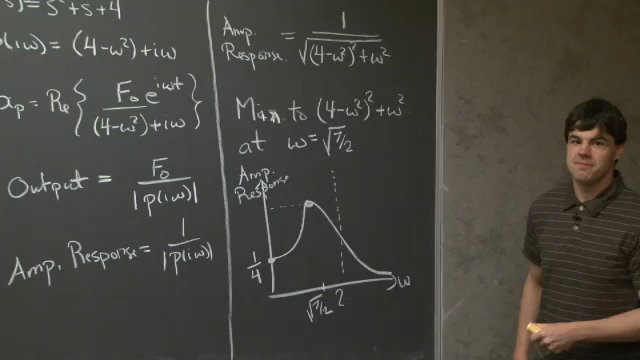 s) = s² + s + 4
p(iω) = (4-ω²) + iω
xₚ = Re { F₀ e^{iωt} / (4-ω²) + iω }
Output = F₀ / |p(iω)|
Amp. Response = 1 / |p(iω)|
Amp. Response = 1 / √((4-ω²)² + ω²)
Min to (4-ω²)² + ω²
at ω = √7/2
Amp.
Response
1/4
√7/2 2 ω